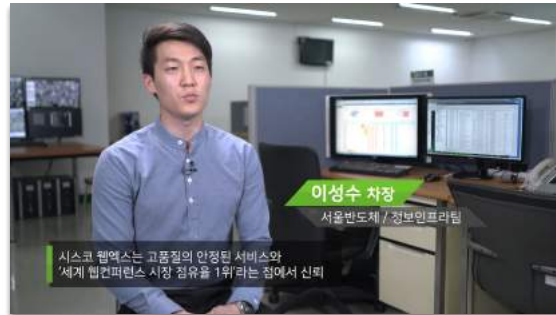 이성수 차장
서울반도체 / 정보인프라팀
시스코 웹엑스는 고품질의 안정된 서비스와
'세계 웹컨퍼런스 시장 점유율 1위'라는 점에서 신뢰